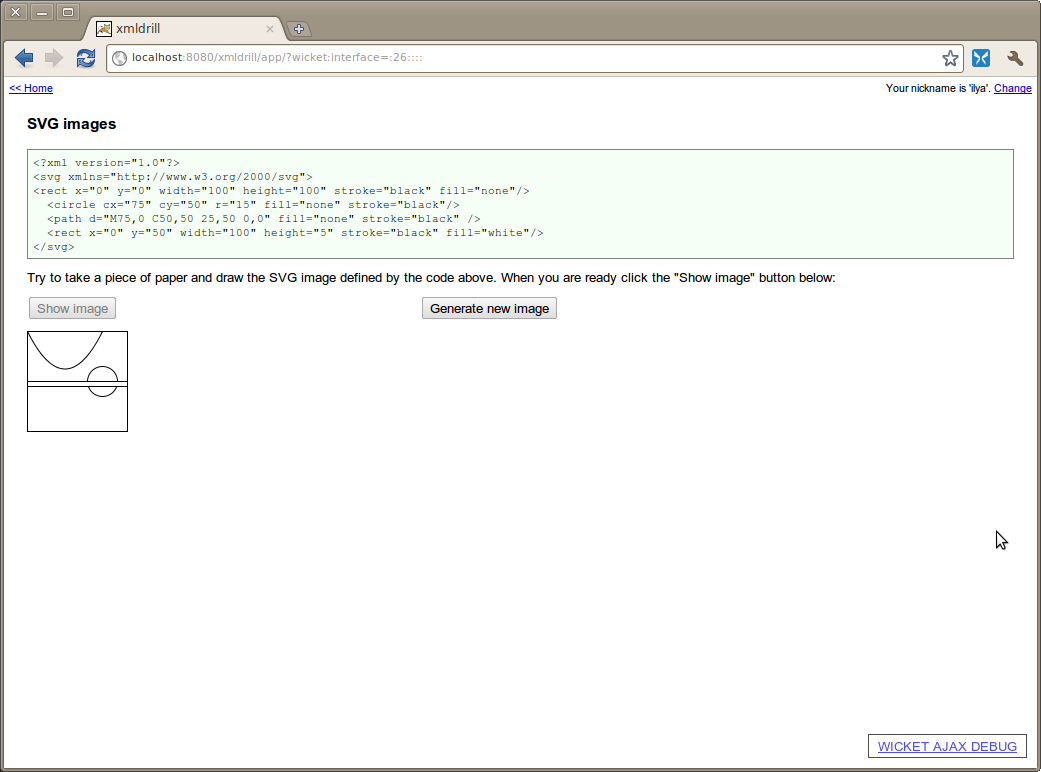 xmldrill
localhost:8080/xmldrill/app/?wicket:interface=:26::::
<< Home
Your nickname is 'ilya'. Change
SVG images
<?xml version="1.0"?>
<svg xmlns="http://www.w3.org/2000/svg">
<rect x="0" y="0" width="100" height="100" stroke="black" fill="none"/>
  <circle cx="75" cy="50" r="15" fill="none" stroke="black"/>
  <path d="M75,0 C50,50 25,50 0,0" fill="none" stroke="black" />
  <rect x="0" y="50" width="100" height="5" stroke="black" fill="white"/>
</svg>
Try to take a piece of paper and draw the SVG image defined by the code above. When you are ready click the "Show image" button below:
Show image
Generate new image
WICKET AJAX DEBUG